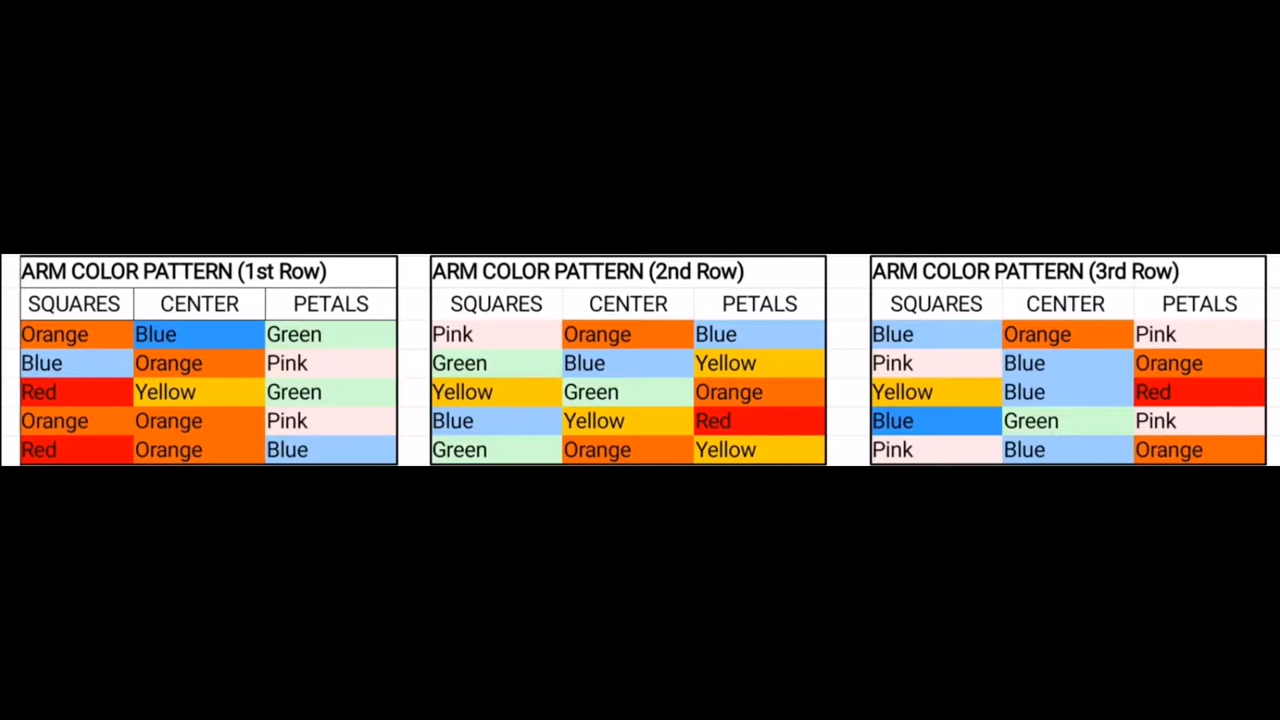 ARM COLOR PATTERN (1st Row)
SQUARES CENTER PETALS
Orange Blue Green
Blue Orange Pink
Red Yellow Green
Orange Orange Pink
Red Orange Blue
ARM COLOR PATTERN (2nd Row)
SQUARES CENTER PETALS
Pink Orange Blue
Green Blue Yellow
Yellow Green Orange
Blue Yellow Red
Green Orange Yellow
ARM COLOR PATTERN (3rd Row)
SQUARES CENTER PETALS
Blue Orange Pink
Pink Blue Orange
Yellow Blue Red
Blue Green Pink
Pink Blue Orange